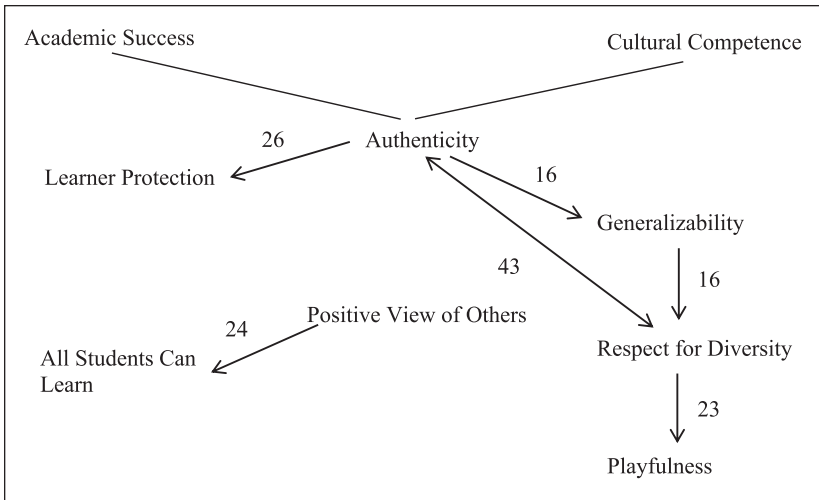 Academic Success
Cultural Competence
26
Authenticity
Learner Protection
16
Generalizability
43
16
Positive View of Others
24
All Students Can
Learn
Respect for Diversity
23
Playfulness